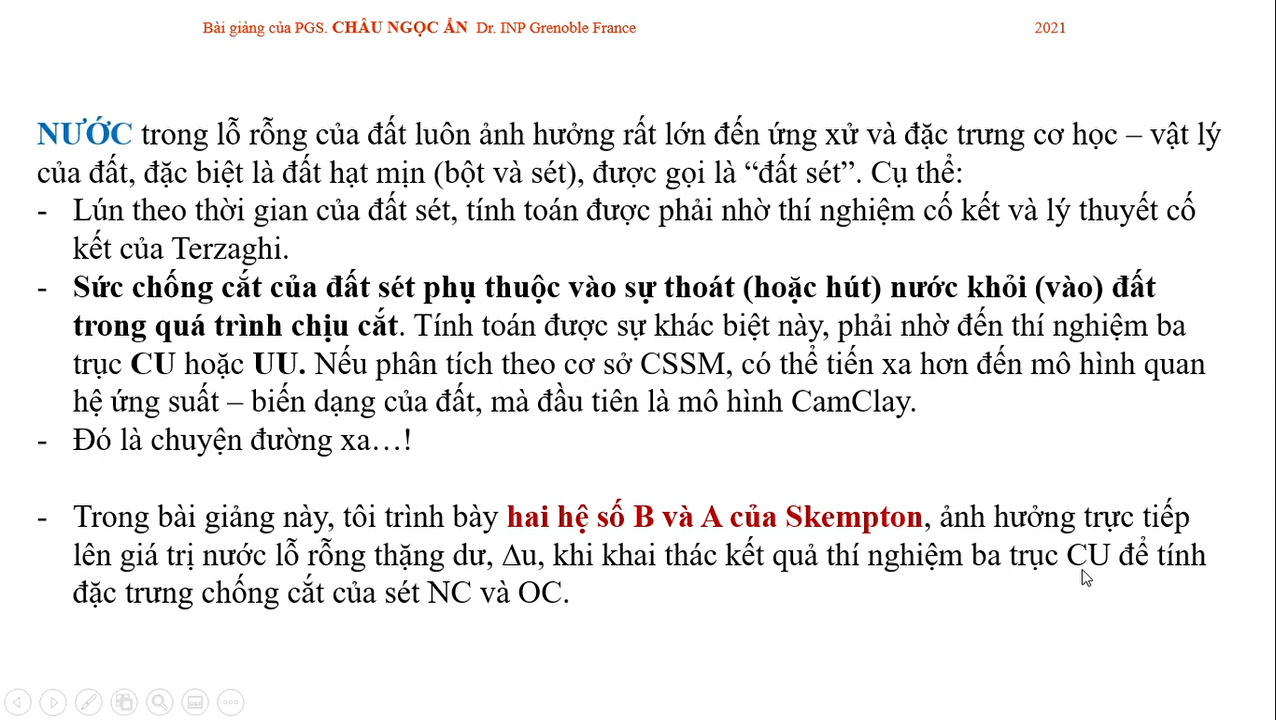 Bài giảng của PGS. CHÂU NGỌC ẨN Dr. INP Grenoble France 2021
NƯỚC trong lỗ rỗng của đất luôn ảnh hưởng rất lớn đến ứng xử và đặc trưng cơ học – vật lý
của đất, đặc biệt là đất hạt mịn (bột và sét), được gọi là “đất sét”. Cụ thể:
- Lún theo thời gian của đất sét, tính toán được phải nhờ thí nghiệm cố kết và lý thuyết cố
kết của Terzaghi.
- Sức chống cắt của đất sét phụ thuộc vào sự thoát (hoặc hút) nước khỏi (vào) đất
trong quá trình chịu cắt. Tính toán được sự khác biệt này, phải nhờ đến thí nghiệm ba
trục CU hoặc UU. Nếu phân tích theo cơ sở CSSM, có thể tiến xa hơn đến mô hình quan
hệ ứng suất – biến dạng của đất, mà đầu tiên là mô hình CamClay.
- Đó là chuyện đường xa…!
- Trong bài giảng này, tôi trình bày hai hệ số B và A của Skempton, ảnh hưởng trực tiếp
lên giá trị nước lỗ rỗng thặng dư, Δu, khi khai thác kết quả thí nghiệm ba trục CU để tính
đặc trưng chống cắt của sét NC và OC.